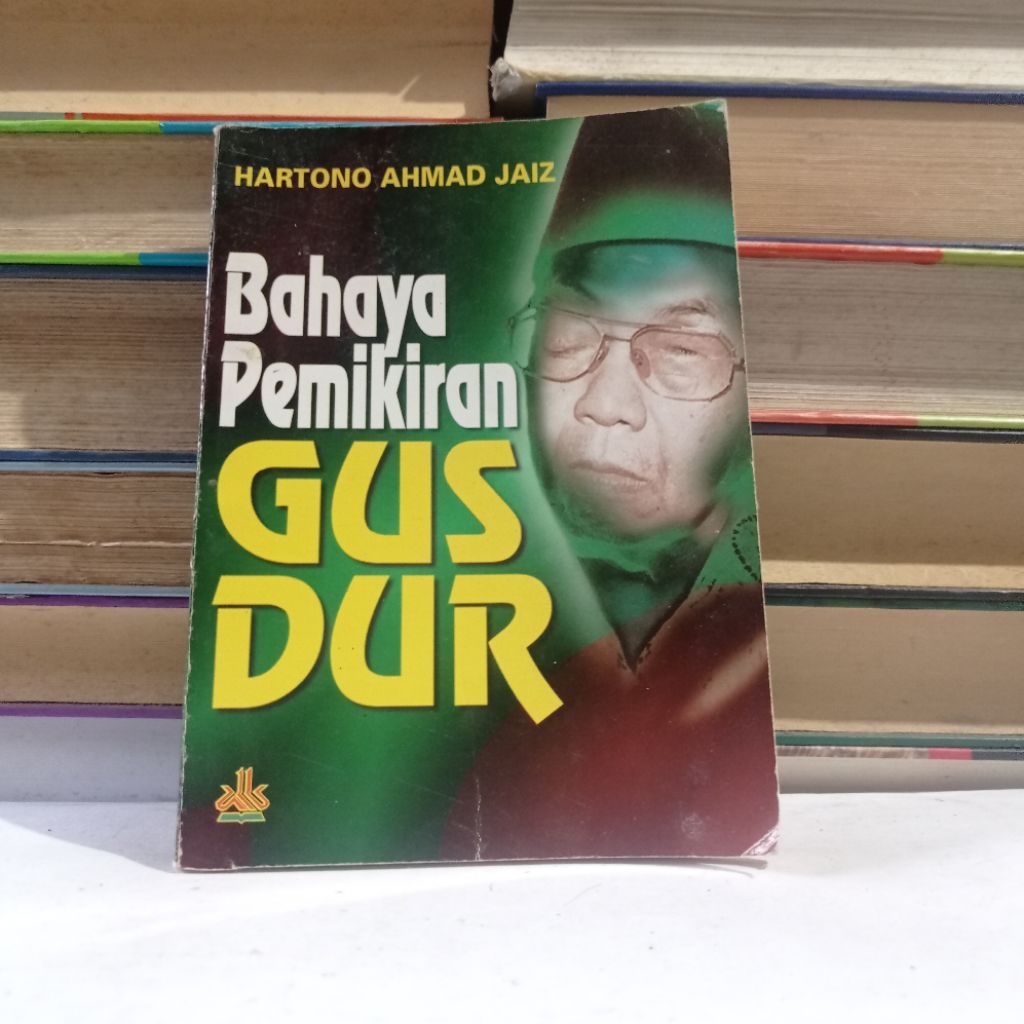 HARTONO AHMAD JAIZ
Bahaya
Pemikiran
GUS
DUR